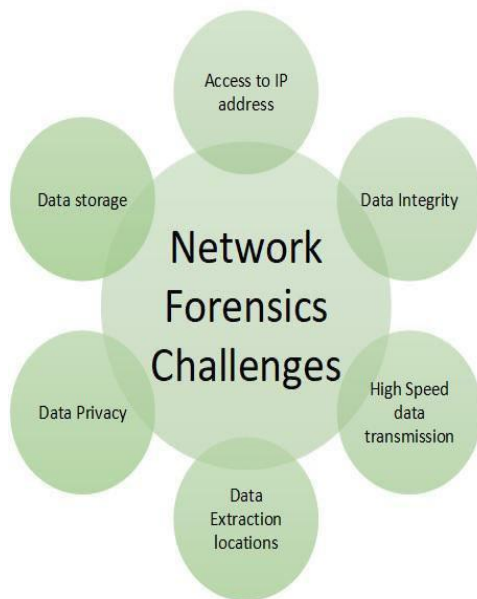 Access to IP
address
Data Integrity
High Speed
data
transmission
Data
Extraction
locations
Data Privacy
Data storage
Network
Forensics
Challenges